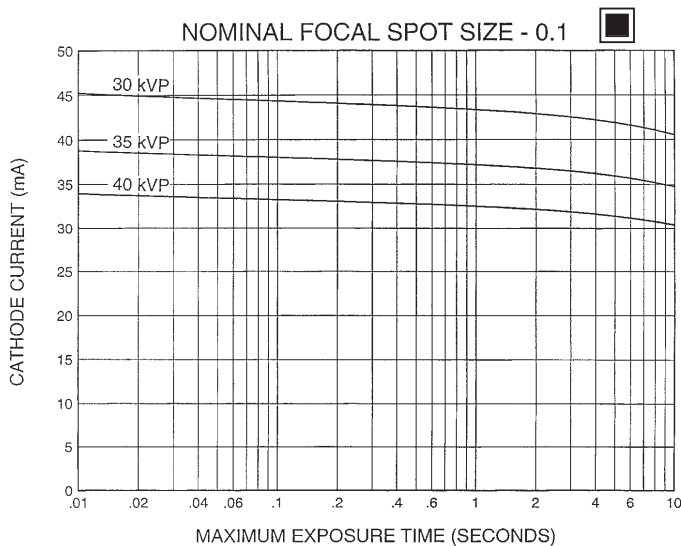 NOMINAL FOCAL SPOT SIZE - 0.1
50
45
40
35
30
25
20
15
10
5
0
30 kVP
35 kVP
40 kVP
CATHODE CURRENT (mA)
.01 .02 .04 .06 .1 .2 .4 .6 1 2 4 6 10
MAXIMUM EXPOSURE TIME (SECONDS)